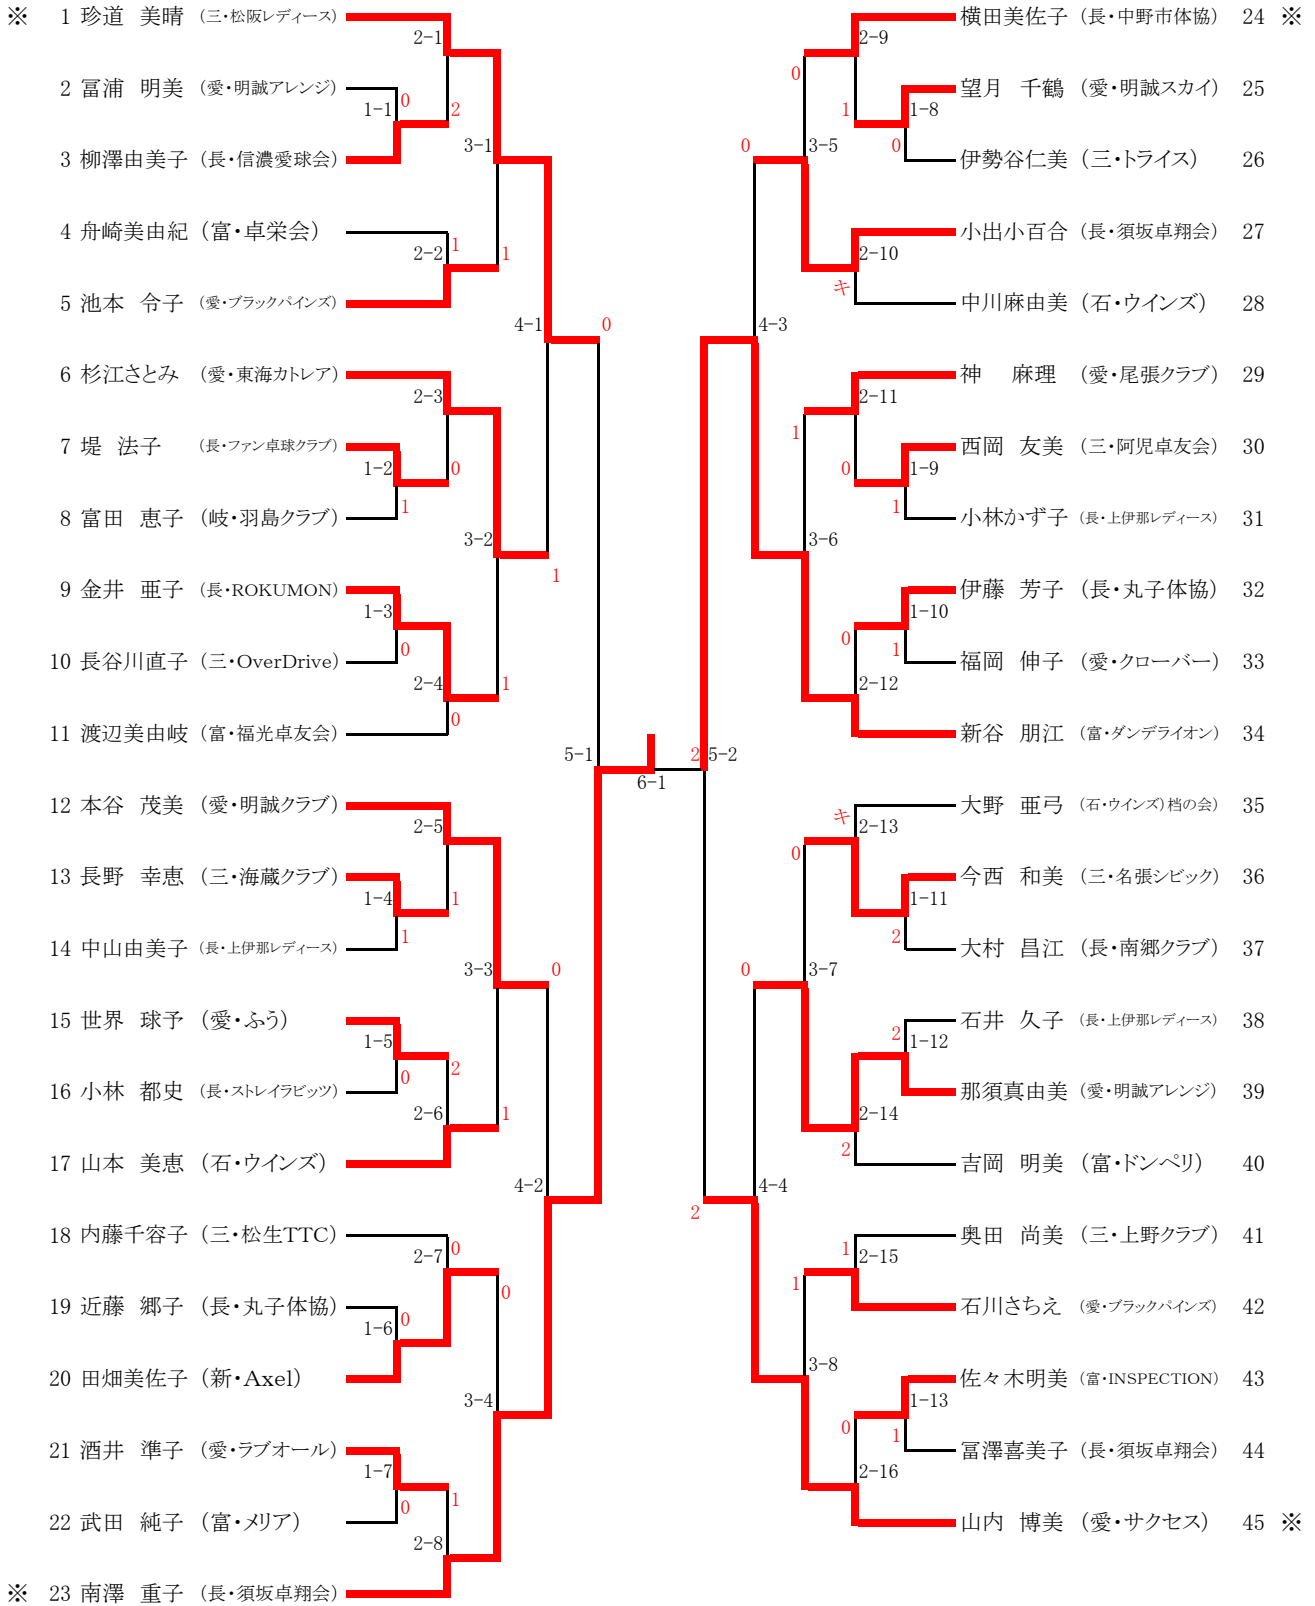 ※ 1 珍道 美晴 (三・松阪レディース)
2-1
2 冨浦 明美 (愛・明誠アレンジ)
0
1-1
2
3 柳澤由美子 (長・信濃愛球会)
3-1
4 舟崎美由紀 (富・卓栄会)
1
2-2
1
5 池本 令子 (愛・ブラックパインズ)
4-1
0
6 杉江さとみ (愛・東海カトレア)
2-3
7 堤 法子 (長・ファン卓球クラブ)
1-2
0
1
8 富田 恵子 (岐・羽島クラブ)
3-2
1
9 金井 亜子 (長・ROKUMON)
1-3
0
10 長谷川直子 (三・OverDrive)
2-4
1
0
11 渡辺美由岐 (富・福光卓友会)
5-1
6-1
12 本谷 茂美 (愛・明誠クラブ)
2-5
13 長野 幸恵 (三・海蔵クラブ)
1-4
1
1
14 中山由美子 (長・上伊那レディース)
3-3
0
15 世界 球予 (愛・ふう)
1-5
2
0
16 小林 都史 (長・ストレイラビッツ)
2-6
1
17 山本 美恵 (石・ウインズ)
4-2
18 内藤千容子 (三・松生TTC)
0
2-7
0
19 近藤 郷子 (長・丸子体協)
0
1-6
20 田畑美佐子 (新・Axel)
3-4
21 酒井 準子 (愛・ラブオール)
1-7
1
0
22 武田 純子 (富・メリア)
2-8
※ 23 南澤 重子 (長・須坂卓翔会)
横田美佐子 (長・中野市体協) 24 ※
2-9
0
望月 千鶴 (愛・明誠スカイ) 25
1
1-8
0
3-5
0
伊勢谷仁美 (三・トライス) 26
小出小百合 (長・須坂卓翔会) 27
2-10
キ
中川麻由美 (石・ウインズ) 28
4-3
神 麻理 (愛・尾張クラブ) 29
2-11
1
西岡 友美 (三・阿児卓友会) 30
0
1-9
1
小林かず子 (長・上伊那レディース) 31
3-6
伊藤 芳子 (長・丸子体協) 32
1-10
0
1
福岡 伸子 (愛・クローバー) 33
2-12
新谷 朋江 (富・ダンデライオン) 34
2
5-2
大野 亜弓 (石・ウインズ)档の会) 35
キ
2-13
0
今西 和美 (三・名張シビック) 36
1-11
2
大村 昌江 (長・南郷クラブ) 37
0
3-7
石井 久子 (長・上伊那レディース) 38
2
1-12
那須真由美 (愛・明誠アレンジ) 39
2-14
2
吉岡 明美 (富・ドンペリ) 40
4-4
2
奥田 尚美 (三・上野クラブ) 41
1
2-15
1
石川さちえ (愛・ブラックパインズ) 42
3-8
佐々木明美 (富・INSPECTION) 43
1-13
0
1
冨澤喜美子 (長・須坂卓翔会) 44
2-16
山内 博美 (愛・サクセス) 45 ※